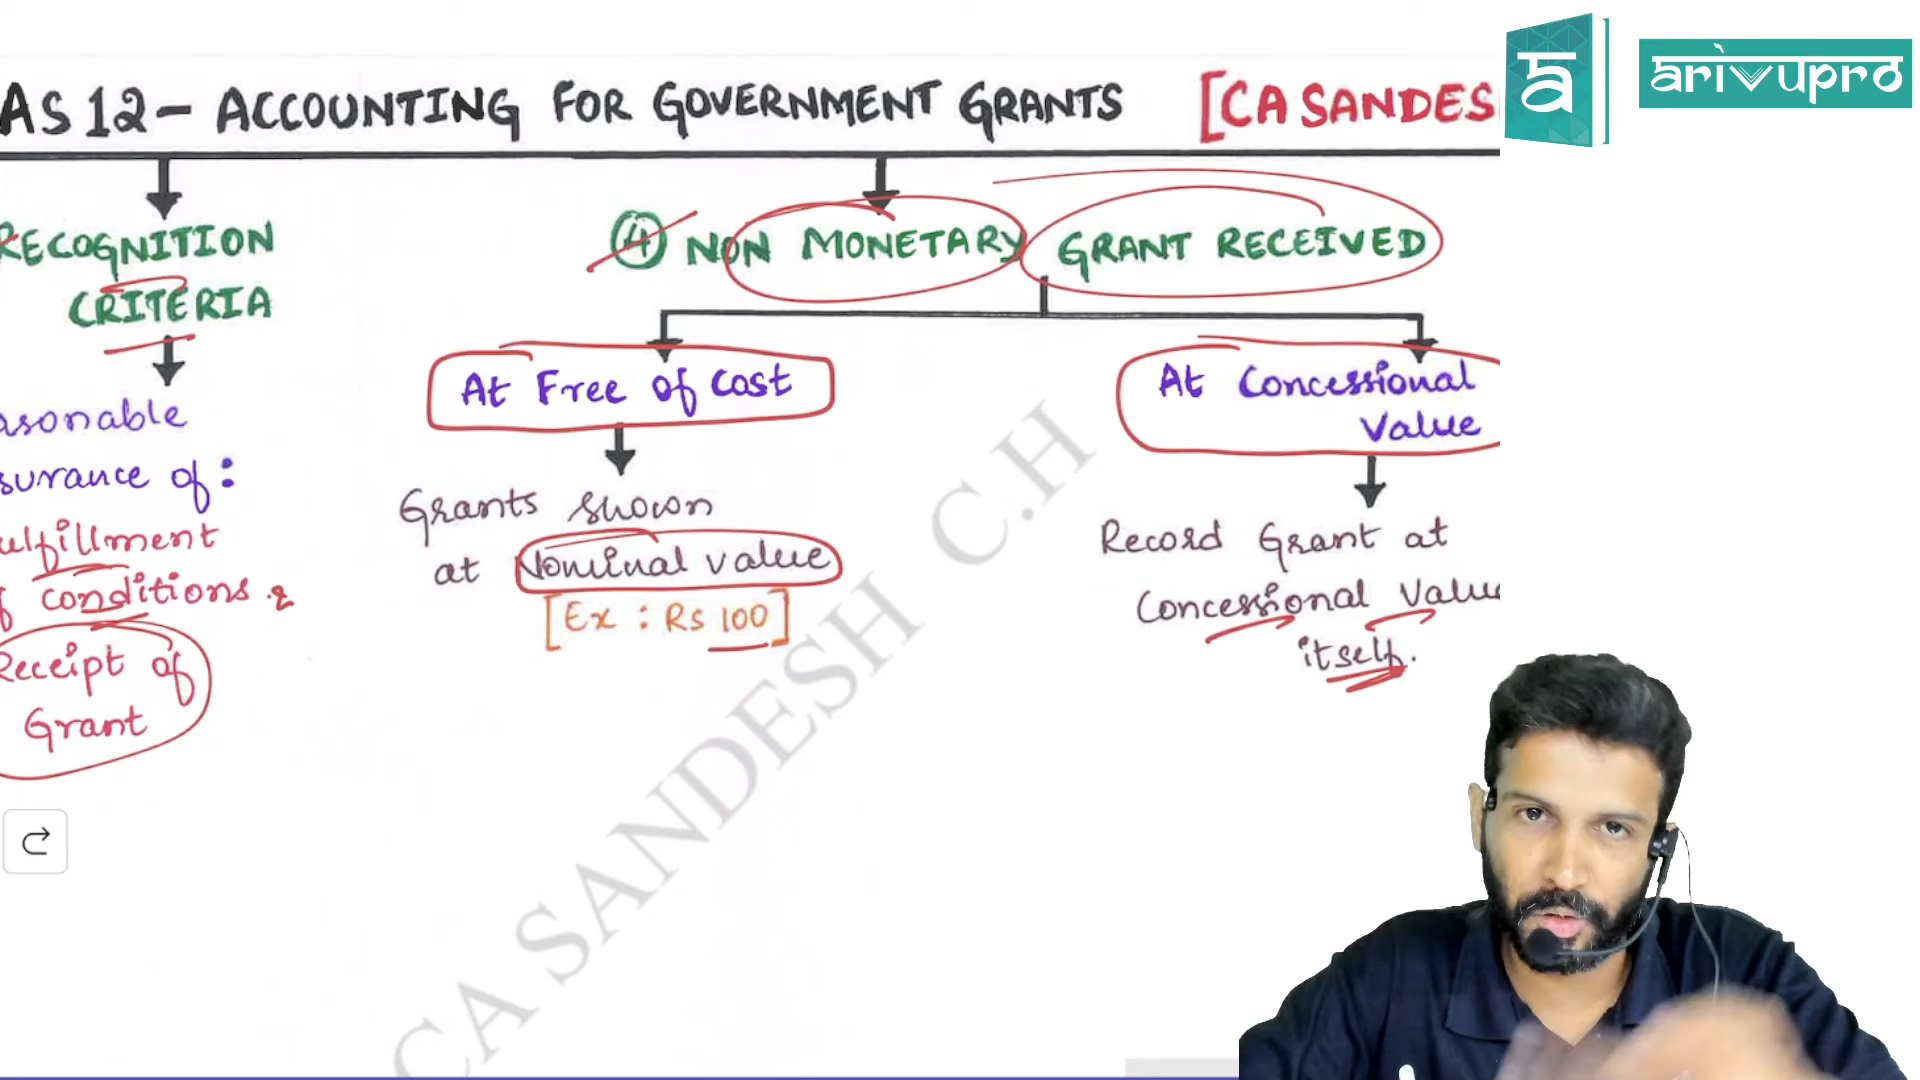 AS 12 - ACCOUNTING FOR GOVERNMENT GRANTS [CA SANDES
arivupro
RECOGNITION
CRITERIA
asonable
surance of :
ulfillment
f conditions &
Receipt of
Grant
④ NON MONETARY GRANT RECEIVED
At Free of Cost
Grants shown
at Nominal value
[Ex : Rs 100]
At Concessional
Value
Record Grant at
Concessional Value
itself.
CA SANDESH C.H